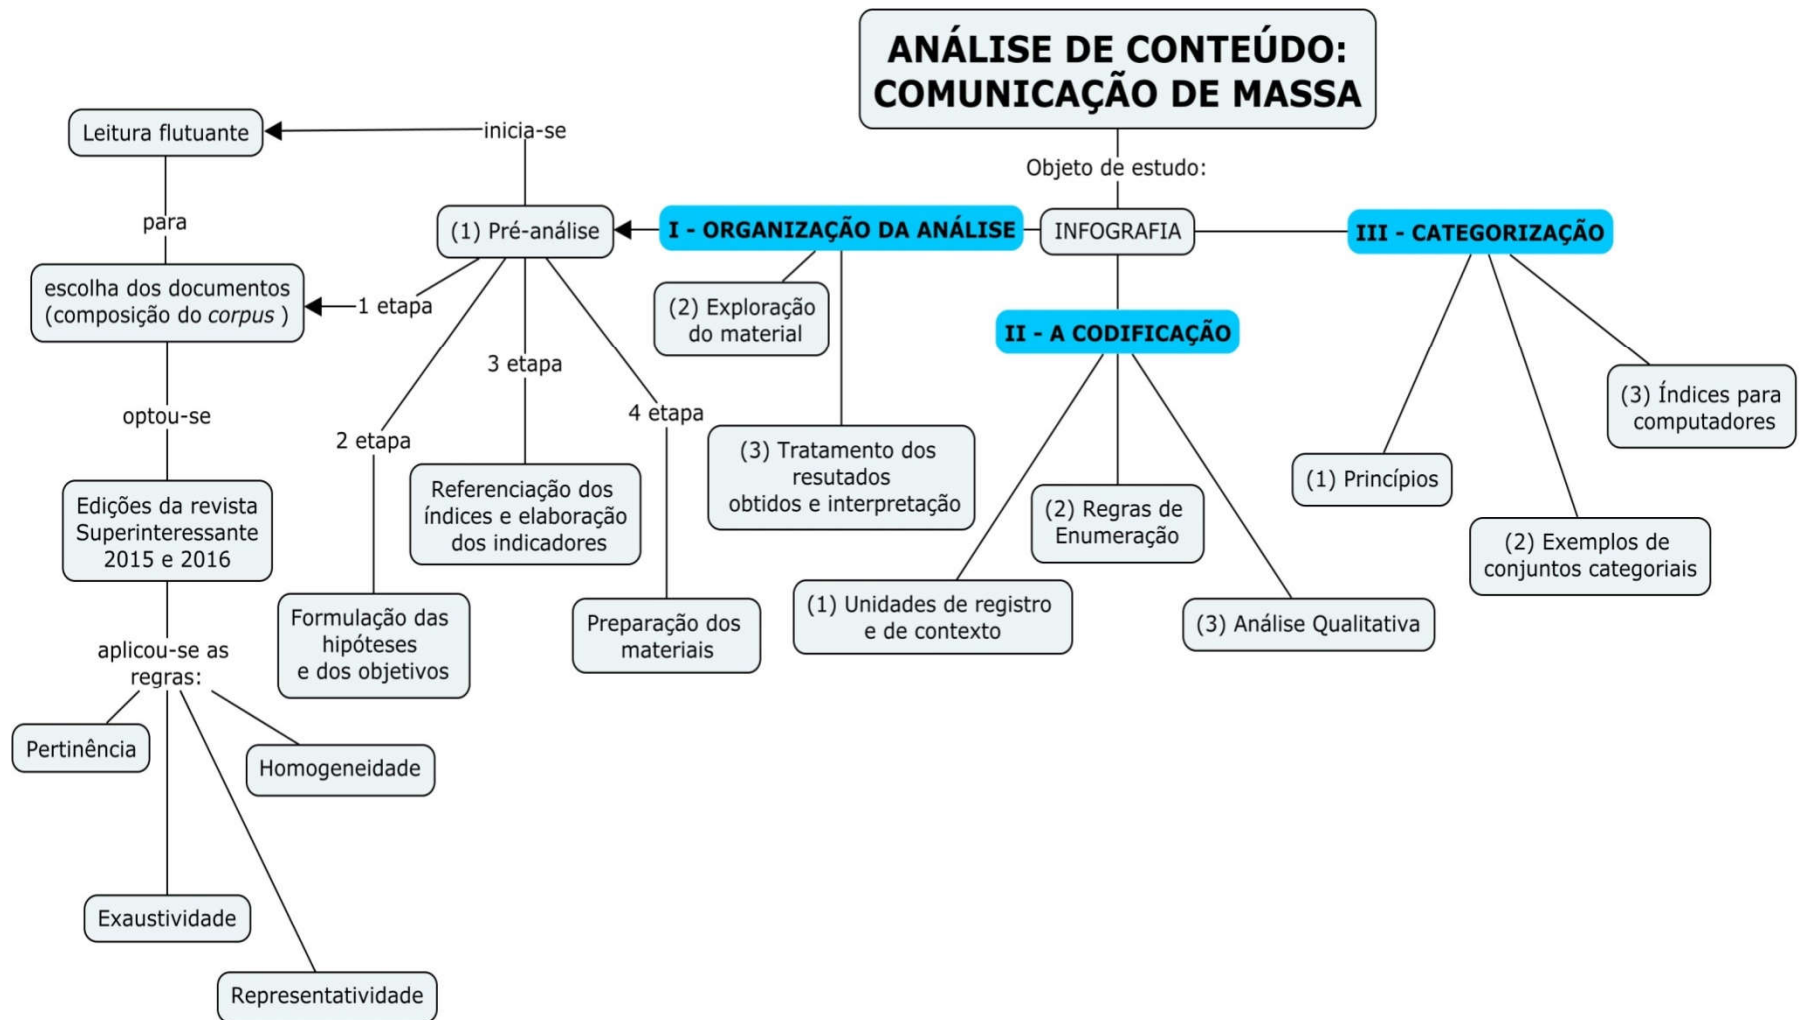 ANÁLISE DE CONTEÚDO:
COMUNICAÇÃO DE MASSA
Objeto de estudo:
INFOGRAFIA
I - ORGANIZAÇÃO DA ANÁLISE
(1) Pré-análise
inicia-se
Leitura flutuante
para
escolha dos documentos
(composição do corpus )
1 etapa
optou-se
Edições da revista
Superinteressante
2015 e 2016
aplicou-se as
regras:
Pertinência
Homogeneidade
Exaustividade
Representatividade
2 etapa
Formulação das
hipóteses
e dos objetivos
3 etapa
Referenciação dos
índices e elaboração
dos indicadores
4 etapa
Preparação dos
materiais
(2) Exploração
do material
(3) Tratamento dos
resutados
obtidos e interpretação
II - A CODIFICAÇÃO
(1) Unidades de registro
e de contexto
(2) Regras de
Enumeração
(3) Análise Qualitativa
III - CATEGORIZAÇÃO
(1) Princípios
(2) Exemplos de
conjuntos categoriais
(3) Índices para
computadores